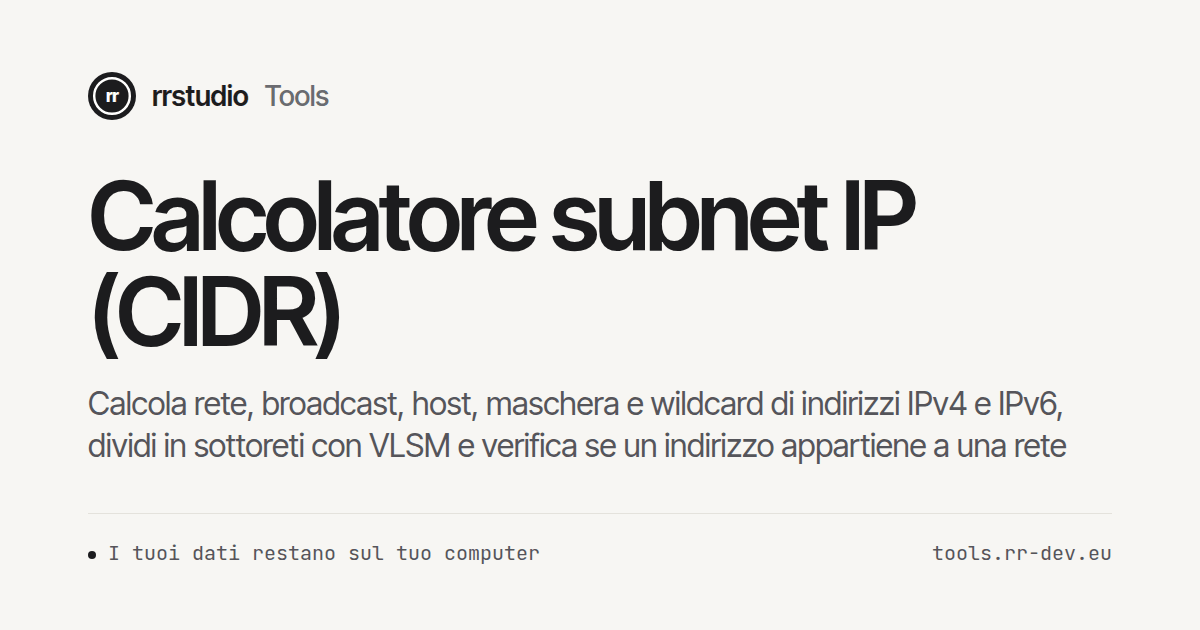 rr rrstudio Tools
Calcolatore subnet IP
(CIDR)
Calcola rete, broadcast, host, maschera e wildcard di indirizzi IPv4 e IPv6,
dividi in sottoreti con VLSM e verifica se un indirizzo appartiene a una rete
• I tuoi dati restano sul tuo computer
tools.rr-dev.eu